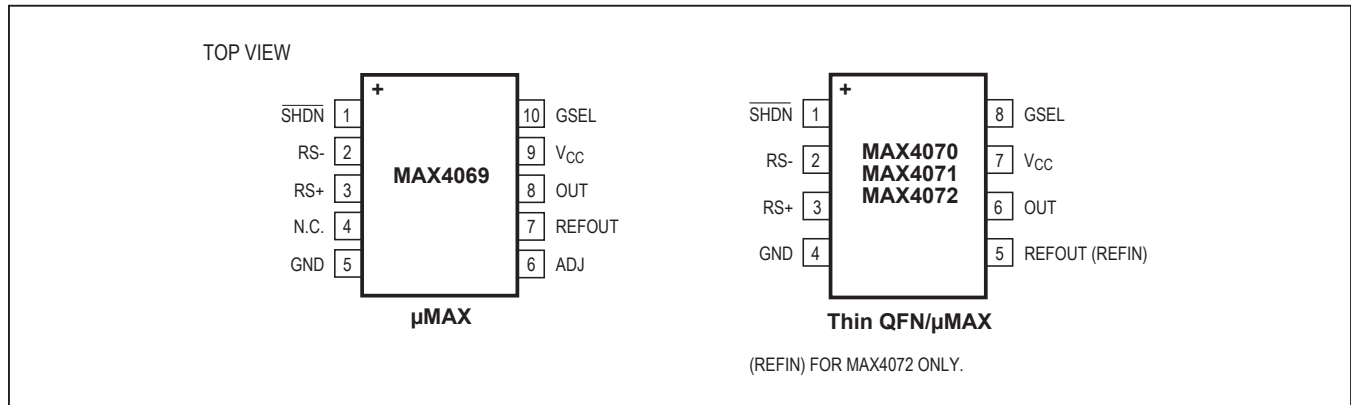 TOP VIEW
+
SHDN 1
RS- 2
RS+ 3
N.C. 4
GND 5
MAX4069
10 GSEL
9 VCC
8 OUT
7 REFOUT
6 ADJ
µMAX
+
SHDN 1
RS- 2
RS+ 3
GND 4
MAX4070
MAX4071
MAX4072
8 GSEL
7 VCC
6 OUT
5 REFOUT (REFIN)
Thin QFN/µMAX
(REFIN) FOR MAX4072 ONLY.